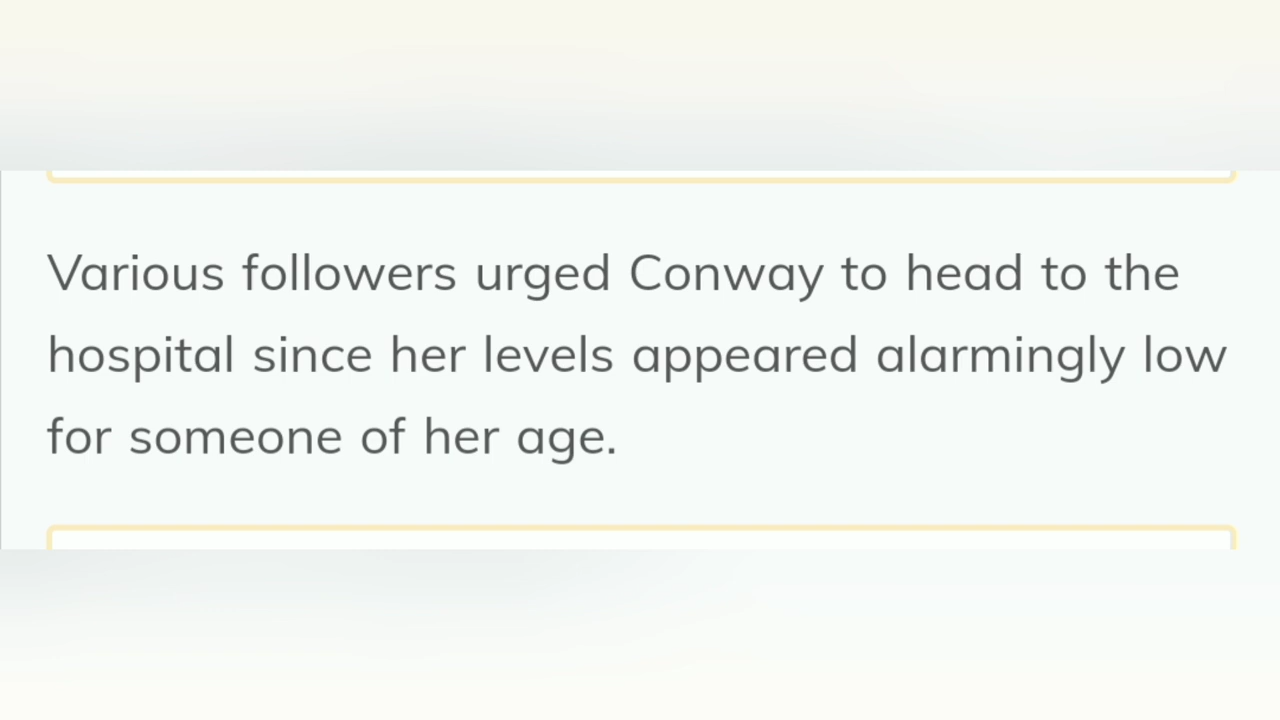 Various followers urged Conway to head to the
hospital since her levels appeared alarmingly low
for someone of her age.